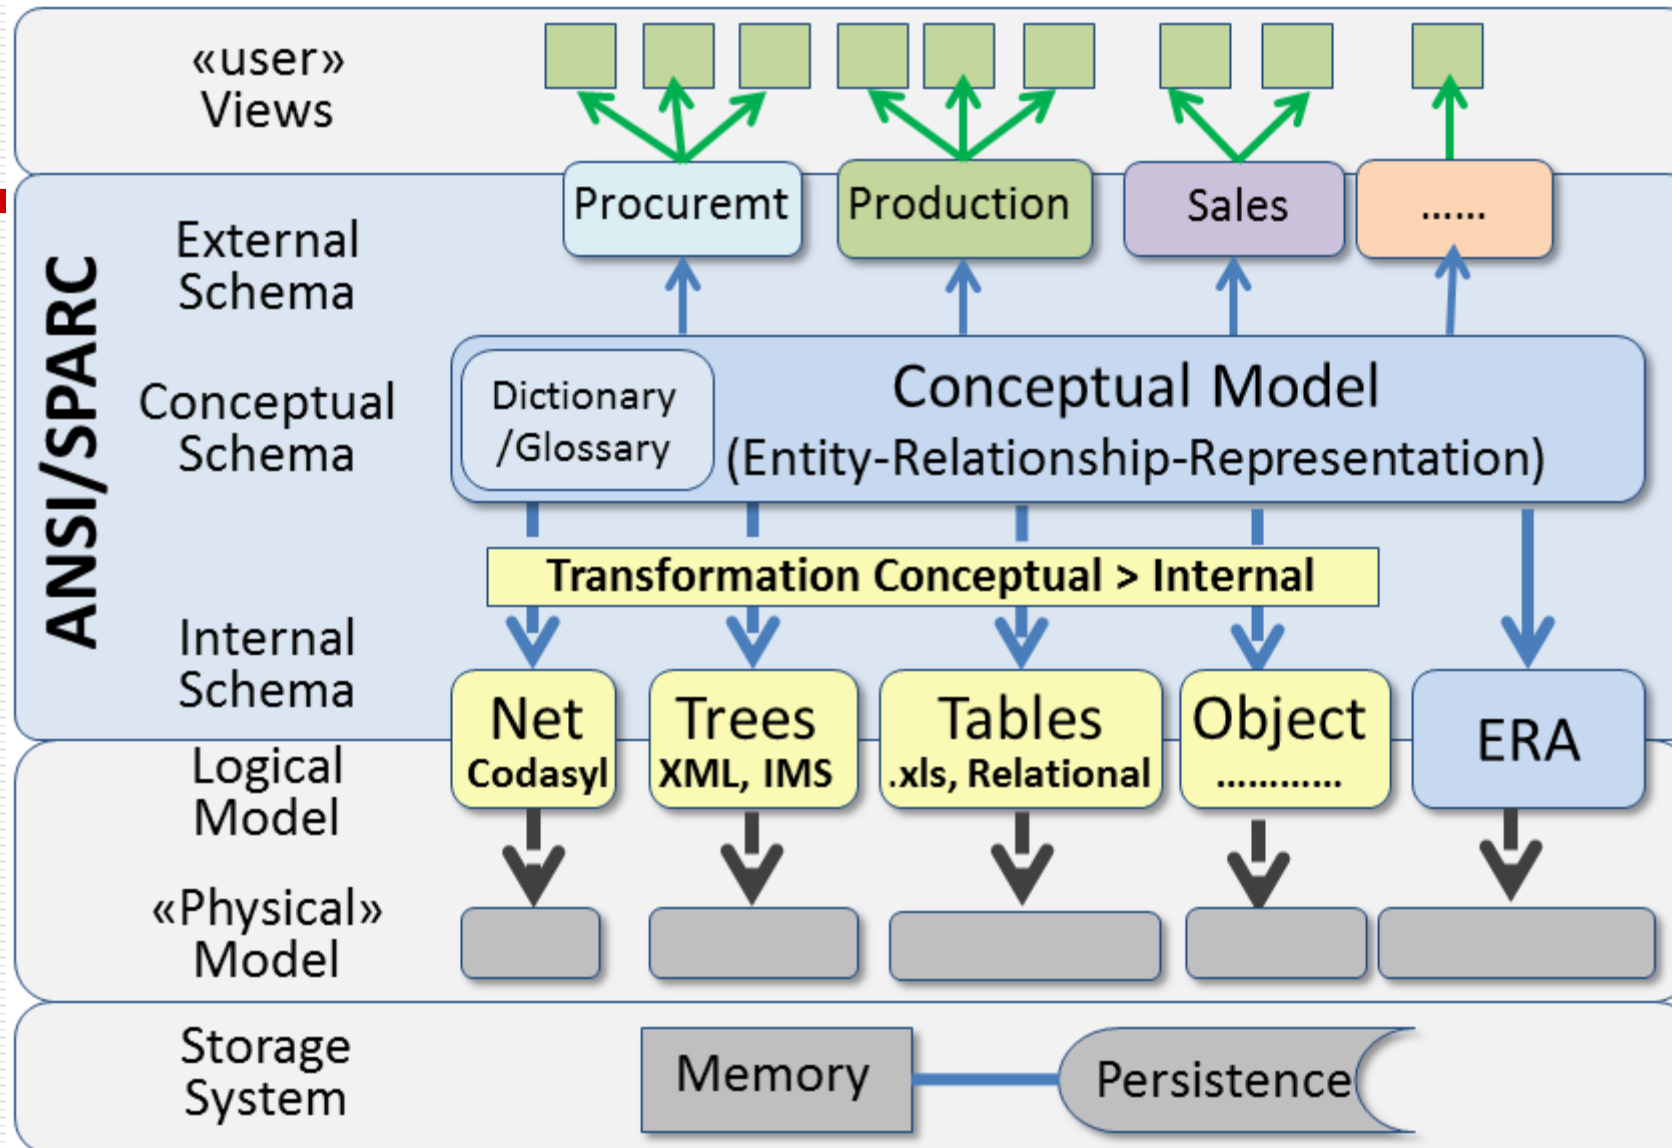 «user»
Views
ANSI/SPARC
External
Schema
Procuremt
Production
Sales
......
Conceptual
Schema
Dictionary
/Glossary
Conceptual Model
(Entity-Relationship-Representation)
Transformation Conceptual > Internal
Internal
Schema
Net
Codasyl
Trees
XML, IMS
Tables
.xls, Relational
Object
............
ERA
Logical
Model
«Physical»
Model
Storage
System
Memory
Persistence